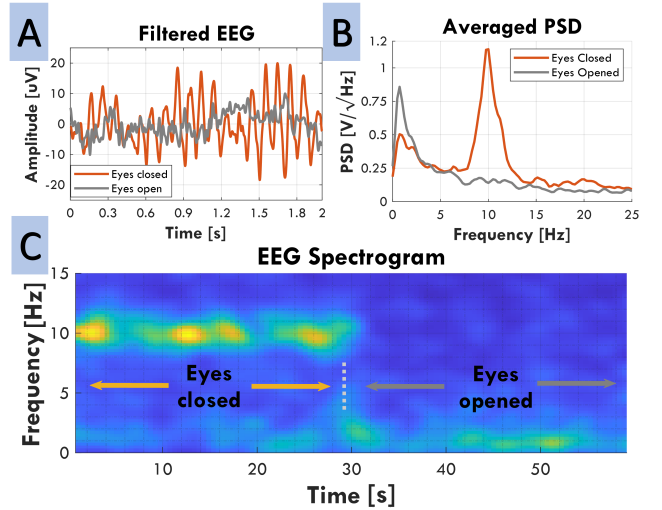 A
Filtered EEG
Amplitude [uV]
20
10
0
-10
-20
Eyes closed
Eyes open
0
0.3
0.6
0.9
1.2
1.5
1.8
2
Time [s]
B
Averaged PSD
PSD [V/√Hz]
1.2
1
0.75
0.5
0.25
0
Eyes Closed
Eyes Opened
0
5
10
15
20
25
Frequency [Hz]
C
EEG Spectrogram
Frequency [Hz]
15
10
5
0
Eyes
closed
Eyes
opened
10
20
30
40
50
Time [s]